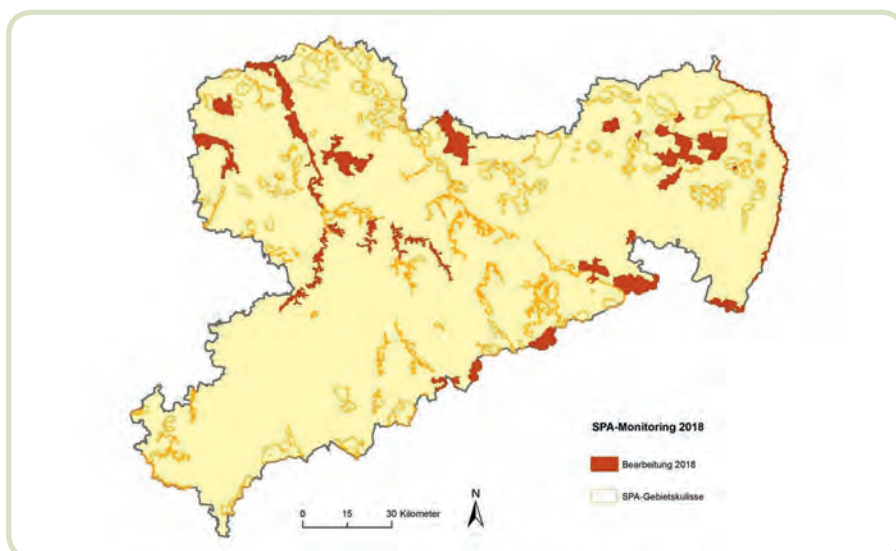 SPA-Monitoring 2018
Bearbeitung 2018
SPA-Gebietskulisse
N
0 15 30 Kilometer